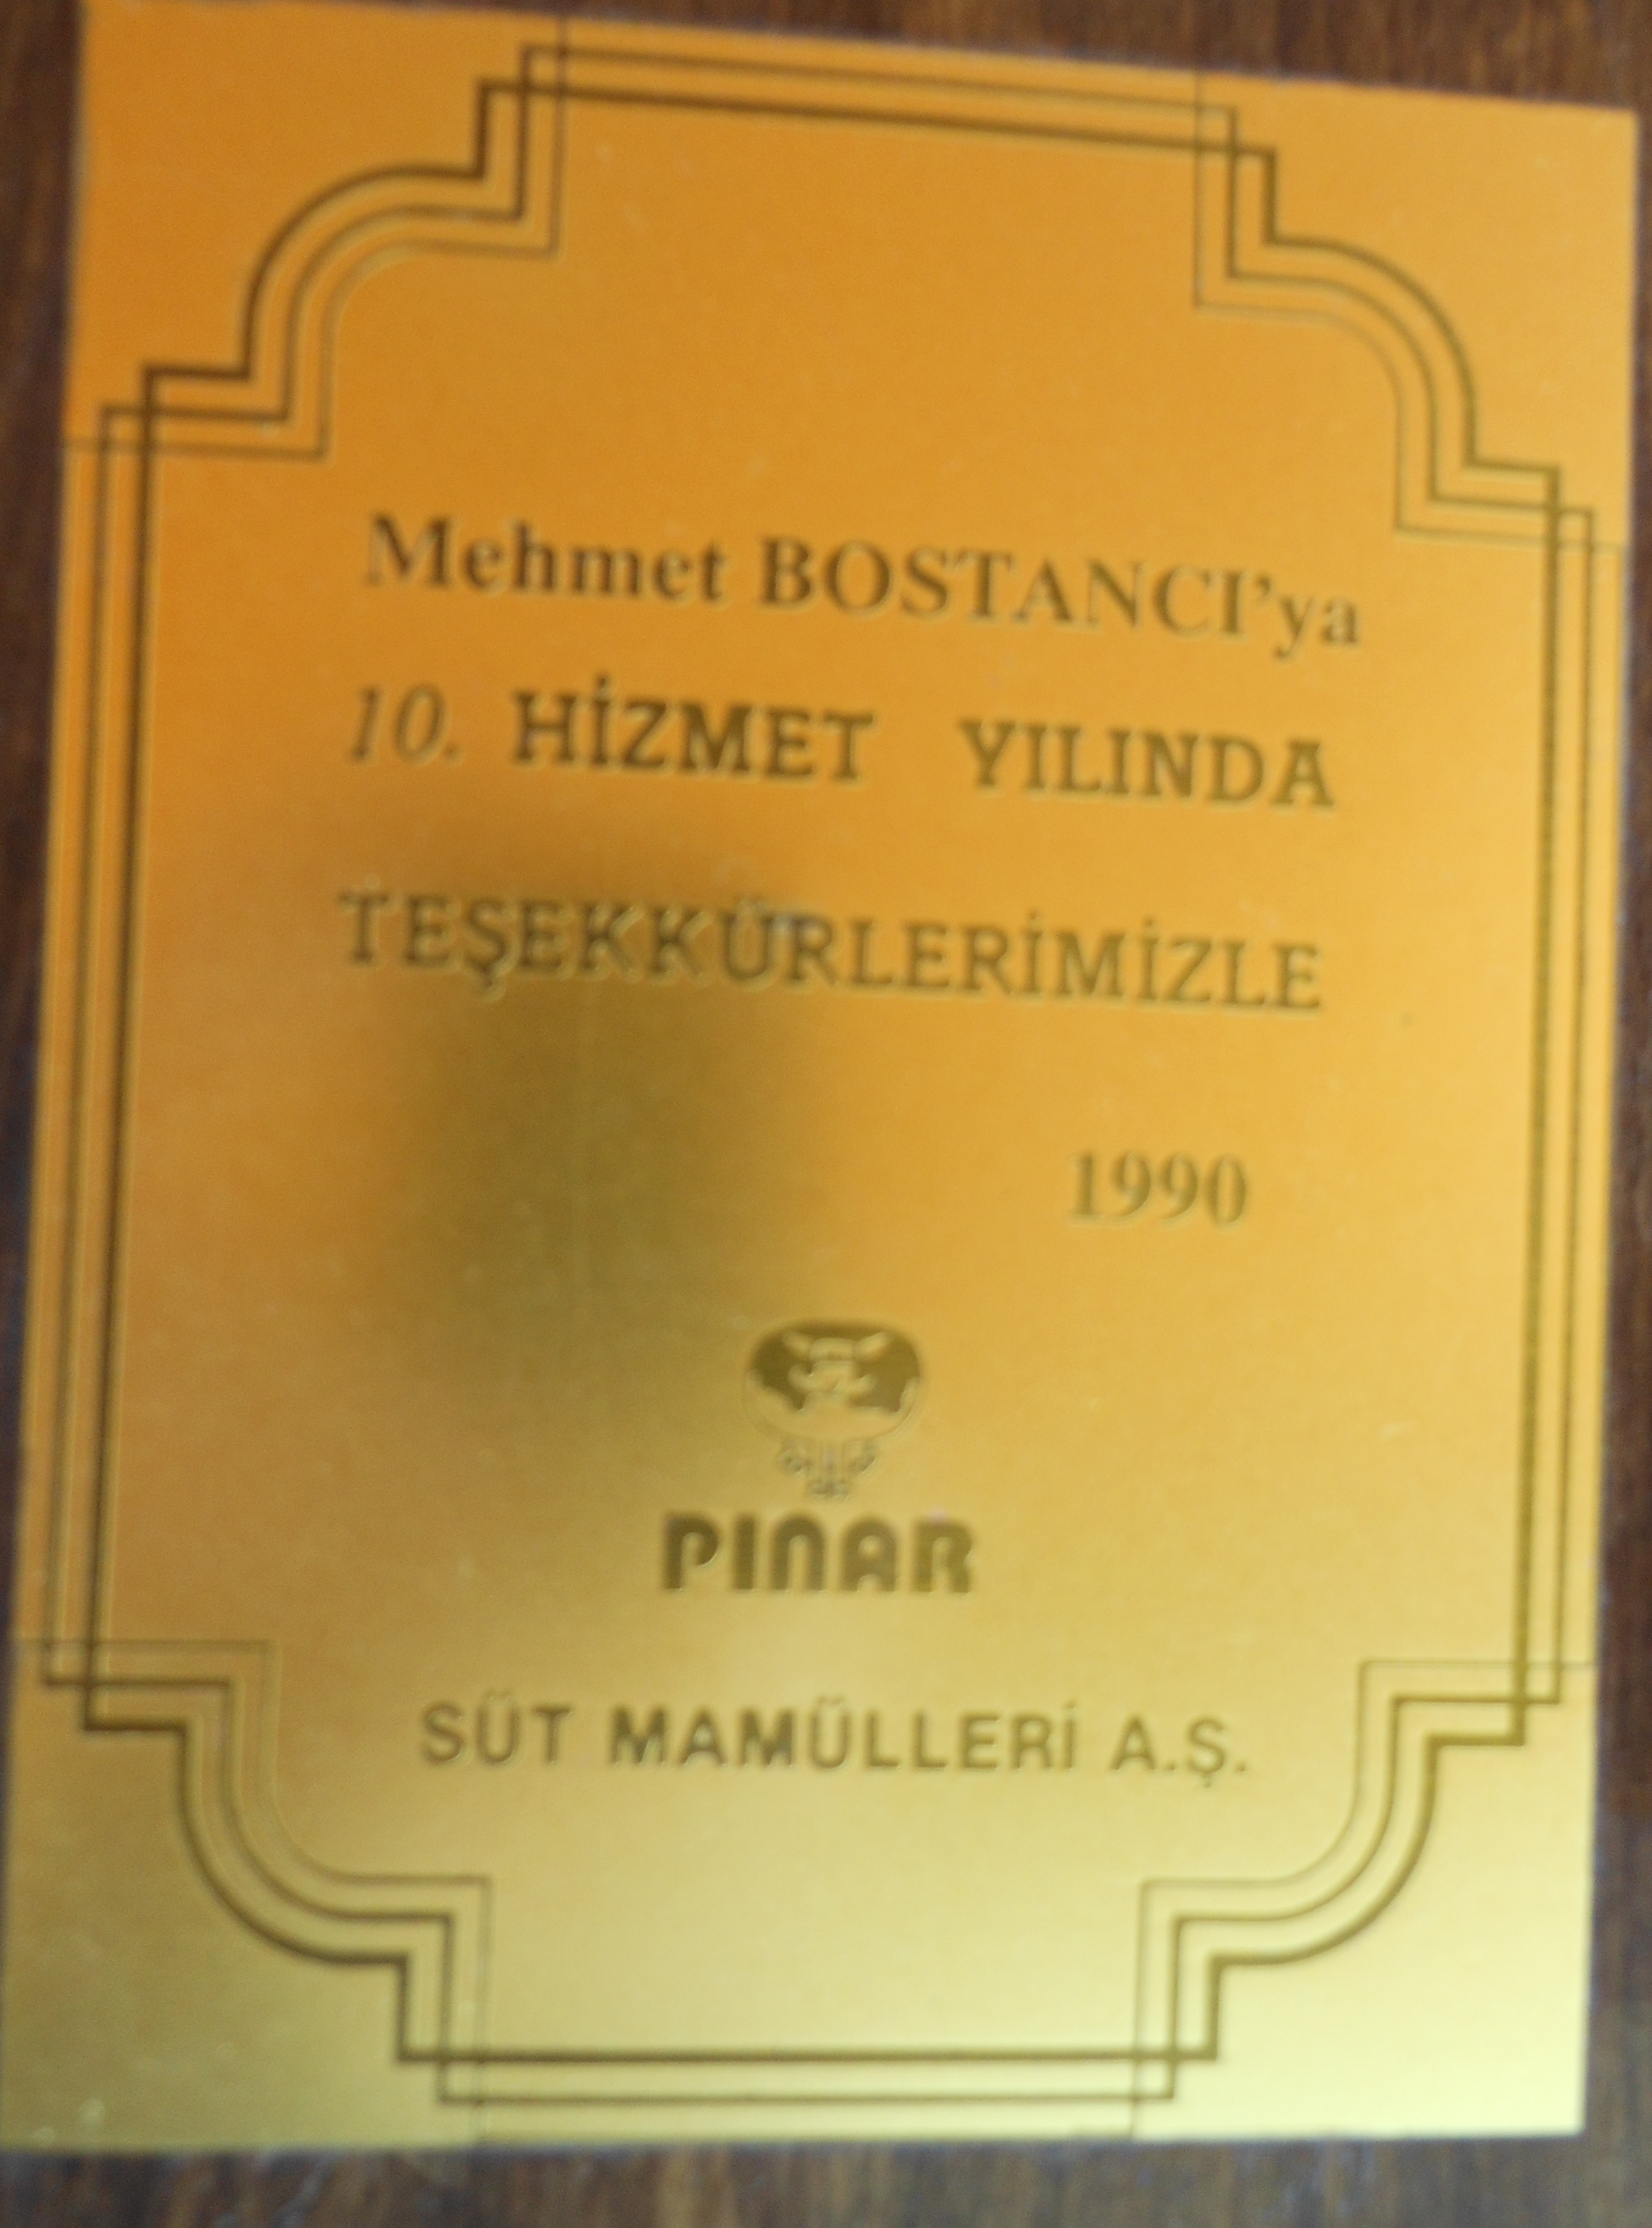 Mehmet BOSTANCI'ya
10. HİZMET YILINDA
TEŞEKKÜRLERİMİZLE
1990
PINAR
SÜT MAMÜLLERİ A.Ş.